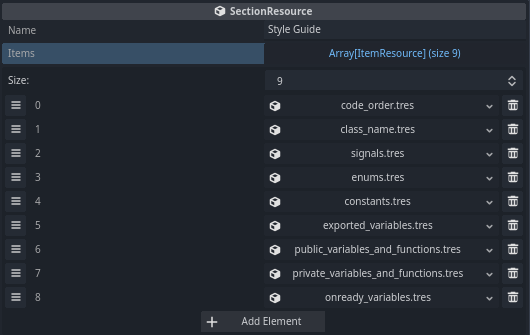 SectionResource
Name Style Guide
Items Array[ItemResource] (size 9)
Size: 9
0 code_order.tres
1 class_name.tres
2 signals.tres
3 enums.tres
4 constants.tres
5 exported_variables.tres
6 public_variables_and_functions.tres
7 private_variables_and_functions.tres
8 onready_variables.tres
Add Element